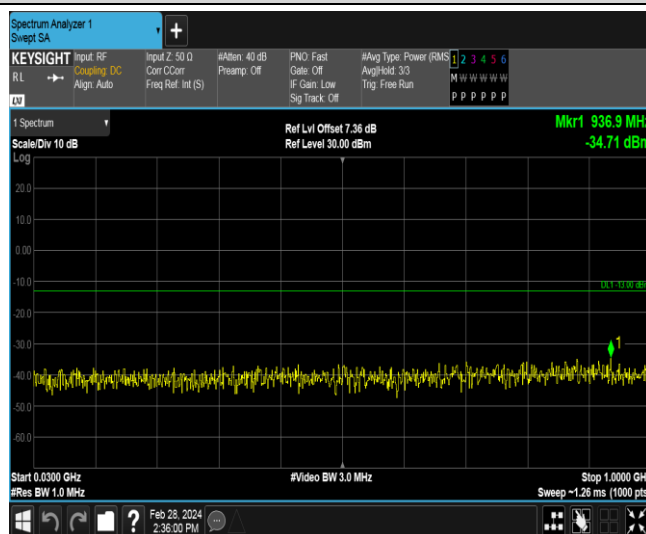 Spectrum Analyzer 1
Swept SA
+
KEYSIGHT
RL
LXI
Input: RF
Coupling: DC
Align: Auto
Input Z: 50 Ω
Corr CCorr
Freq Ref: Int (S)
#Atten: 40 dB
Preamp: Off
PNO: Fast
Gate: Off
IF Gain: Low
Sig Track: Off
#Avg Type: Power (RMS
Avg|Hold: 3/3
Trig: Free Run
1 2 3 4 5 6
M W W W W W
P P P P P P
1 Spectrum
Scale/Div 10 dB
Log
Ref Lvl Offset 7.36 dB
Ref Level 30.00 dBm
Mkr1 936.9 MHz
-34.71 dBm
20.0
10.0
0.00
-10.0
DL1 -13.00 dBm
-20.0
-30.0
1
-40.0
-50.0
-60.0
Start 0.0300 GHz
#Res BW 1.0 MHz
#Video BW 3.0 MHz
Stop 1.0000 GHz
Sweep ~1.26 ms (1000 pts)
?
Feb 28, 2024
2:36:00 PM